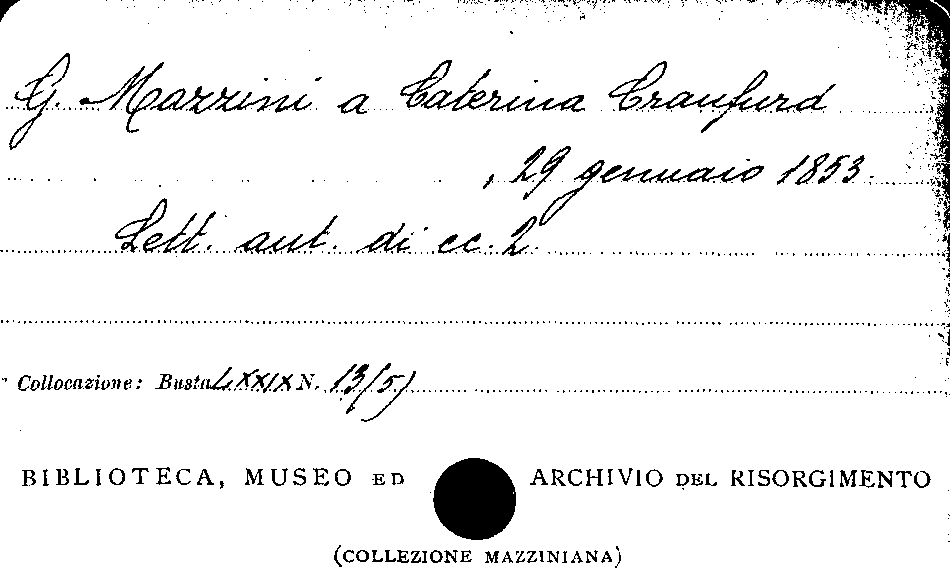 G. Mazzini a Caterina Craufurd
, 29 gennaio 1853.
Lett. aut. di cc. 2.
Collocazione: Busta LXXIX N. 13(5)
BIBLIOTECA, MUSEO ED ARCHIVIO DEL RISORGIMENTO
(COLLEZIONE MAZZINIANA)